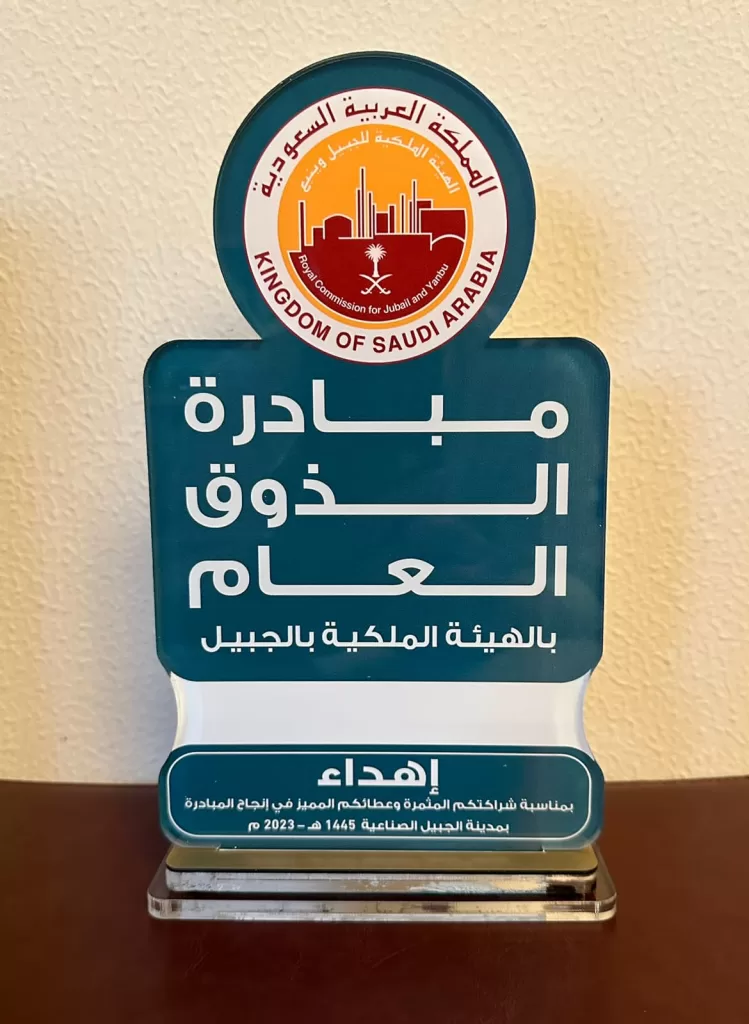 المملكة العربية السعودية
الهيئة الملكية للجبيل وينبع
Royal Commission for Jubail and Yanbu
KINGDOM OF SAUDI ARABIA
مبادرة
الذوق
العام
بالهيئة الملكية بالجبيل
إهداء
بمناسبة شراكتكم المثمرة وعطائكم المميز في إنجاح المبادرة
بمدينة الجبيل الصناعية 1445 هـ - 2023 م